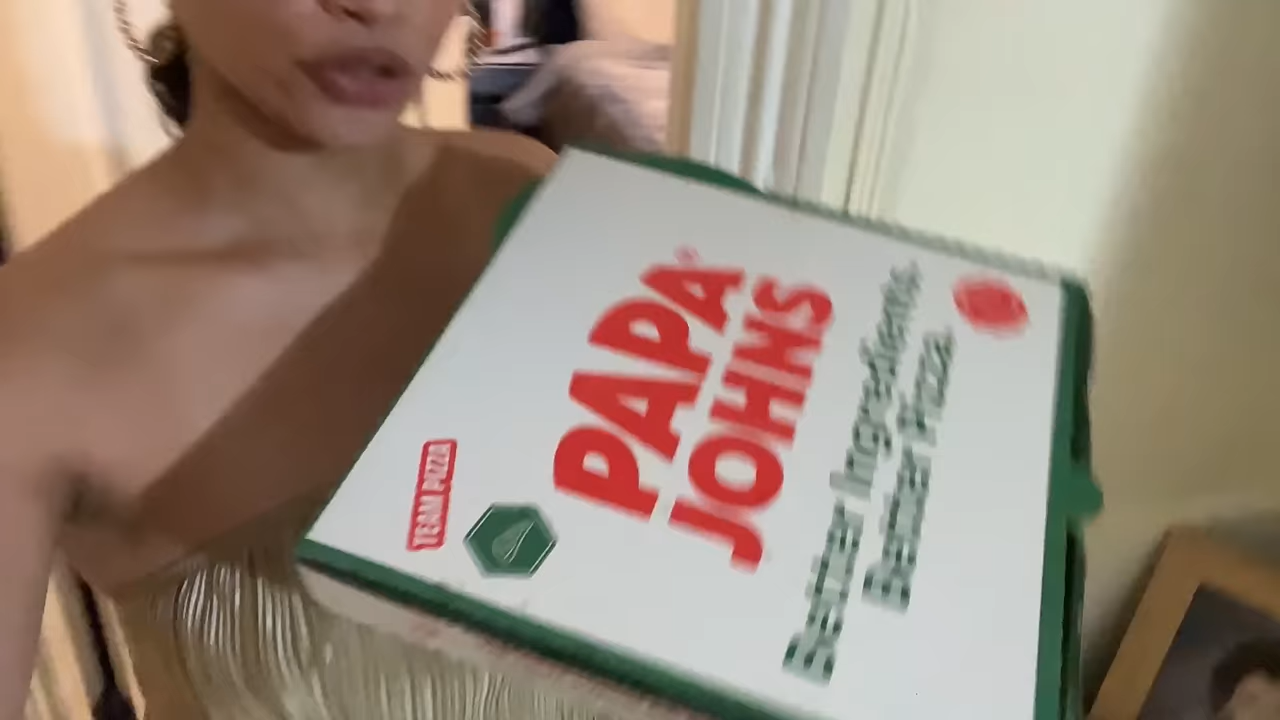 PAPA
JOHNS
Better Ingredients.
Better Pizza.
TEAM PIZZA